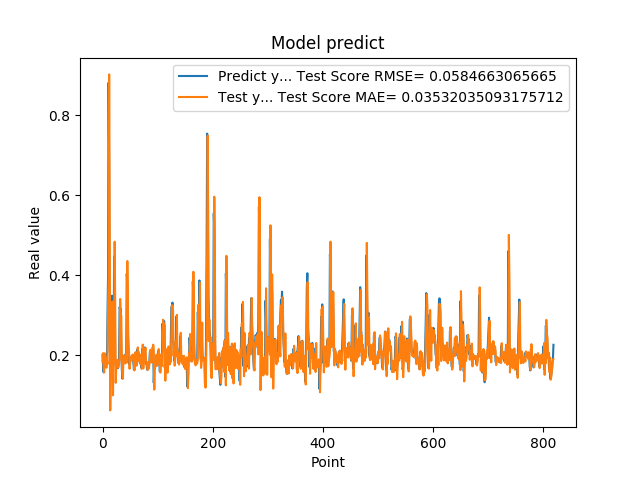 Model predict
Predict y... Test Score RMSE= 0.0584663065665
Test y... Test Score MAE= 0.03532035093175712
0.8
0.6
0.4
0.2
Real value
0 200 400 600 800
Point